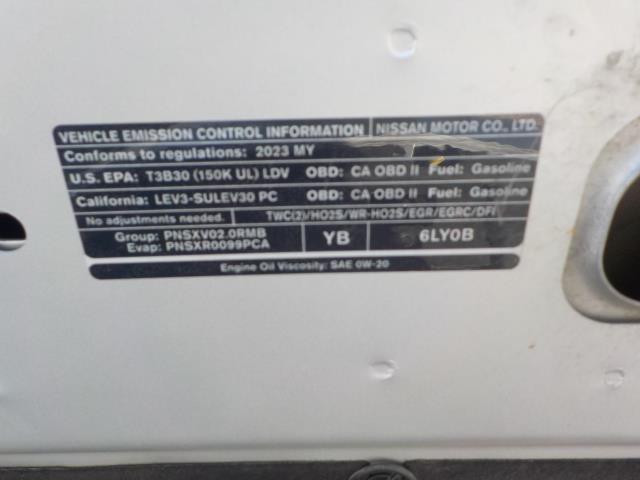 VEHICLE EMISSION CONTROL INFORMATION NISSAN MOTOR CO., LTD.
Conforms to regulations: 2023 MY
U.S. EPA: T3B30 (150K UL) LDV OBD: CA OBD II Fuel: Gasoline
California: LEV3-SULEV30 PC OBD: CA OBD II Fuel: Gasoline
No adjustments needed. TWC(2)/HO2S/WR-HO2S/EGR/EGRC/DFI
Group: PNSXV02.0RMB YB 6LY0B
Evap: PNSXR0099PCA
Engine Oil Viscosity: SAE 0W-20